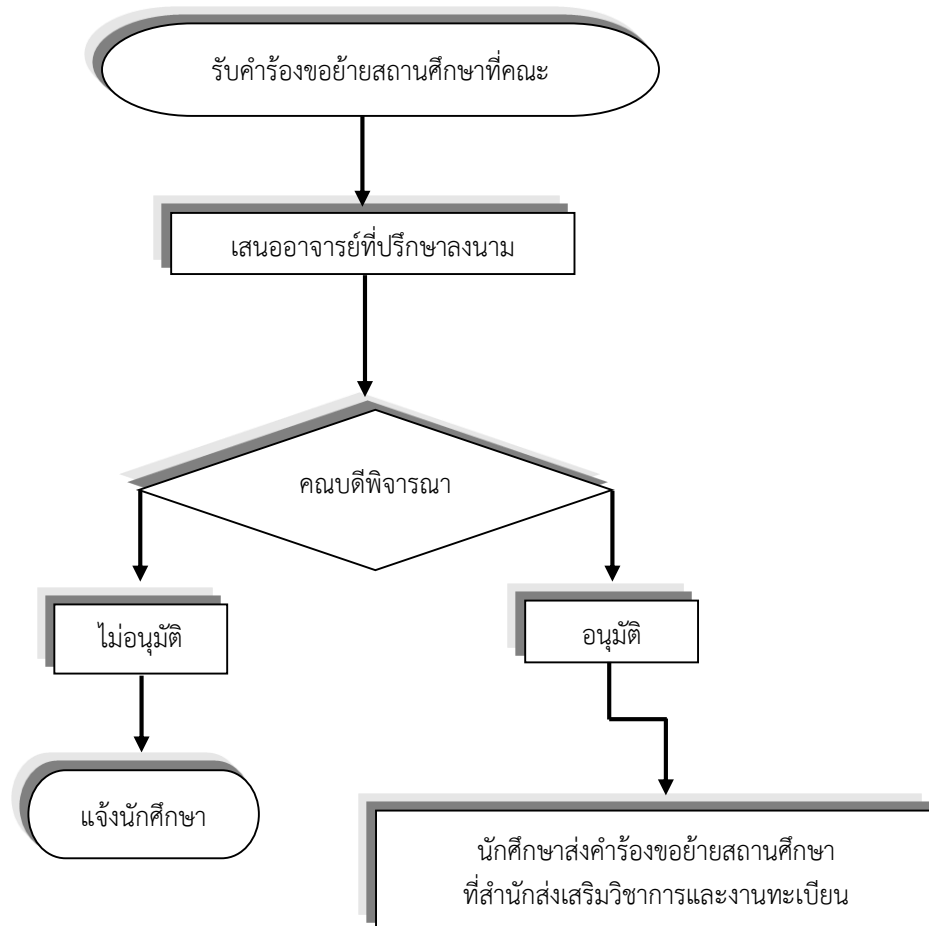 รับคำร้องขอย้ายสถานศึกษาที่คณะ
เสนออาจารย์ที่ปรึกษาลงนาม
คณบดีพิจารณา
ไม่อนุมัติ
อนุมัติ
แจ้งนักศึกษา
นักศึกษาส่งคำร้องขอย้ายสถานศึกษา
ที่สำนักส่งเสริมวิชาการและงานทะเบียน